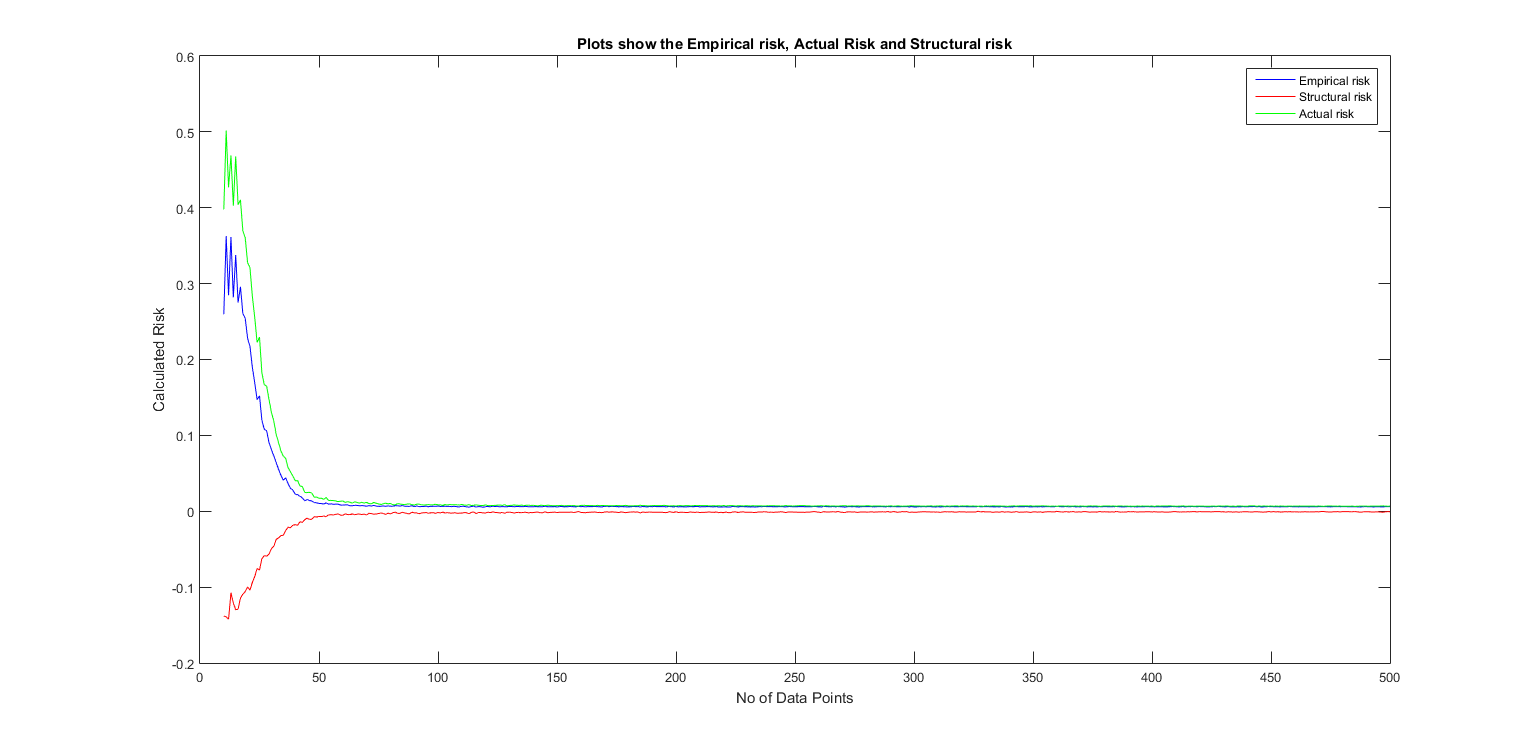 Plots show the Empirical risk, Actual Risk and Structural risk
0.6
0.5
0.4
0.3
0.2
0.1
0
-0.1
-0.2
Calculated Risk
Empirical risk
Structural risk
Actual risk
0 50 100 150 200 250 300 350 400 450 500
No of Data Points